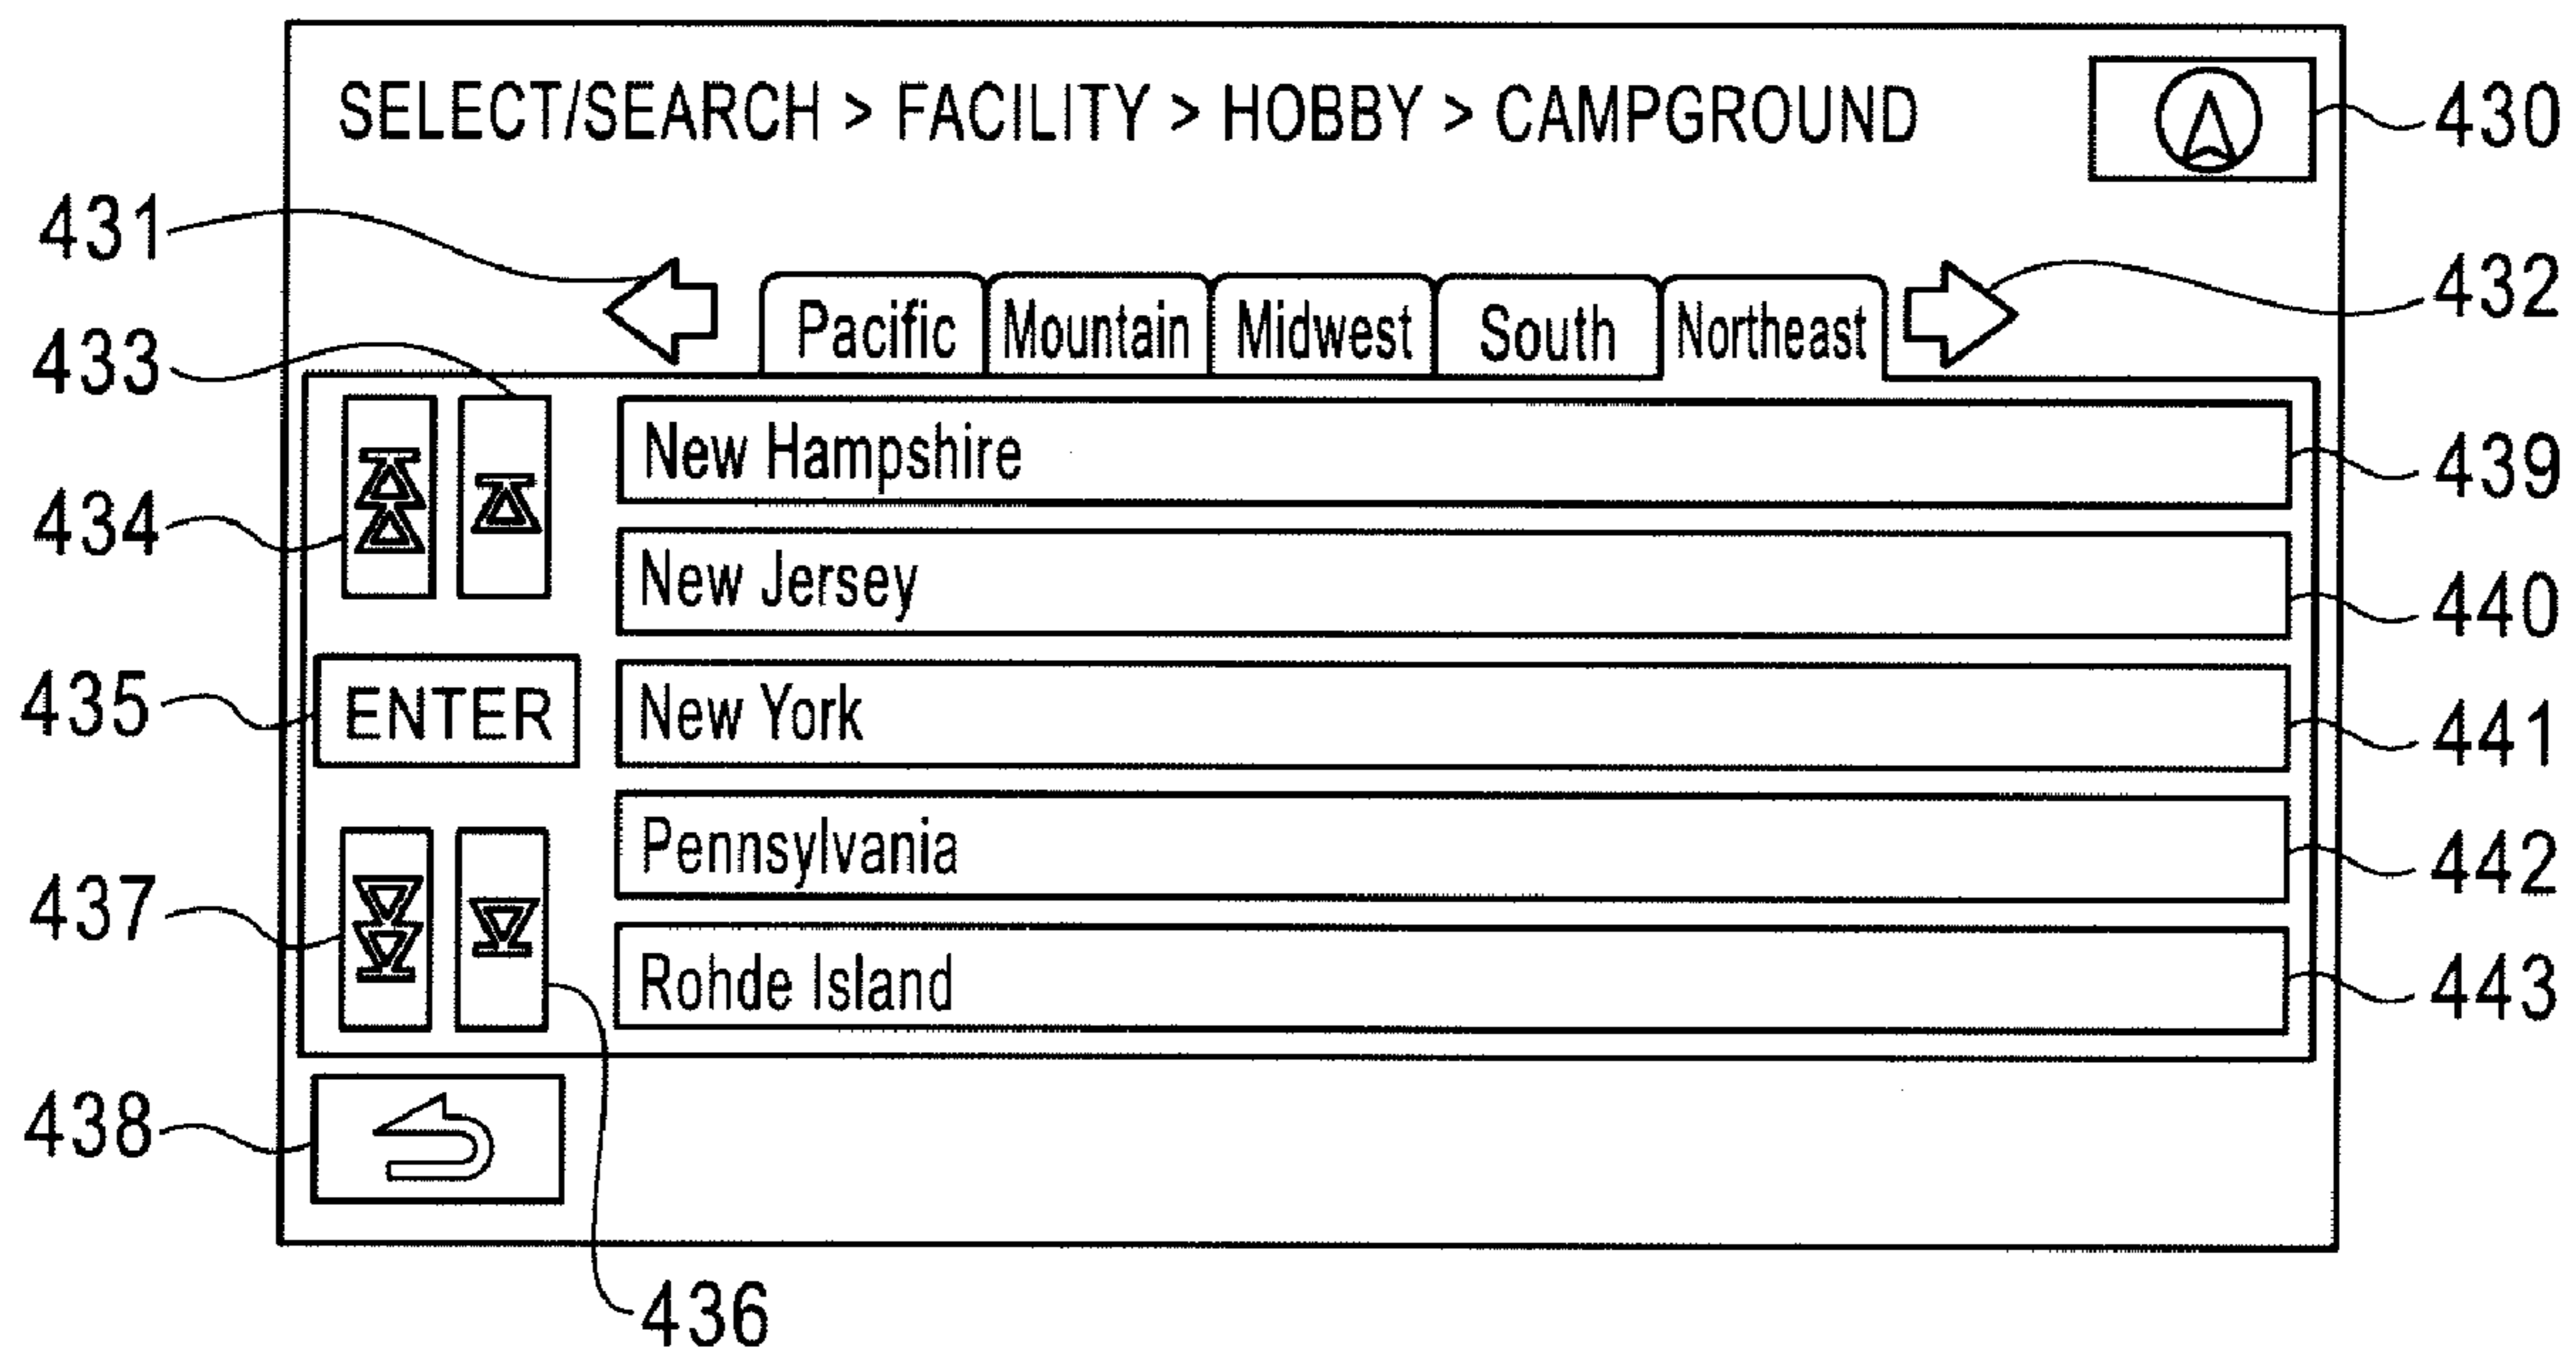 SELECT/SEARCH > FACILITY > HOBBY > CAMPGROUND
430
431
432
Pacific Mountain Midwest South Northeast
433
434
New Hampshire
439
New Jersey
440
435
ENTER
New York
441
Pennsylvania
442
437
Rohde Island
443
438
436